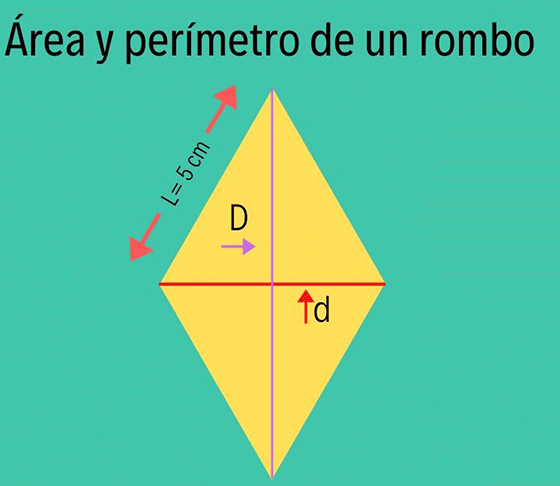 Área y perímetro de un rombo
L= 5 cm
D
d